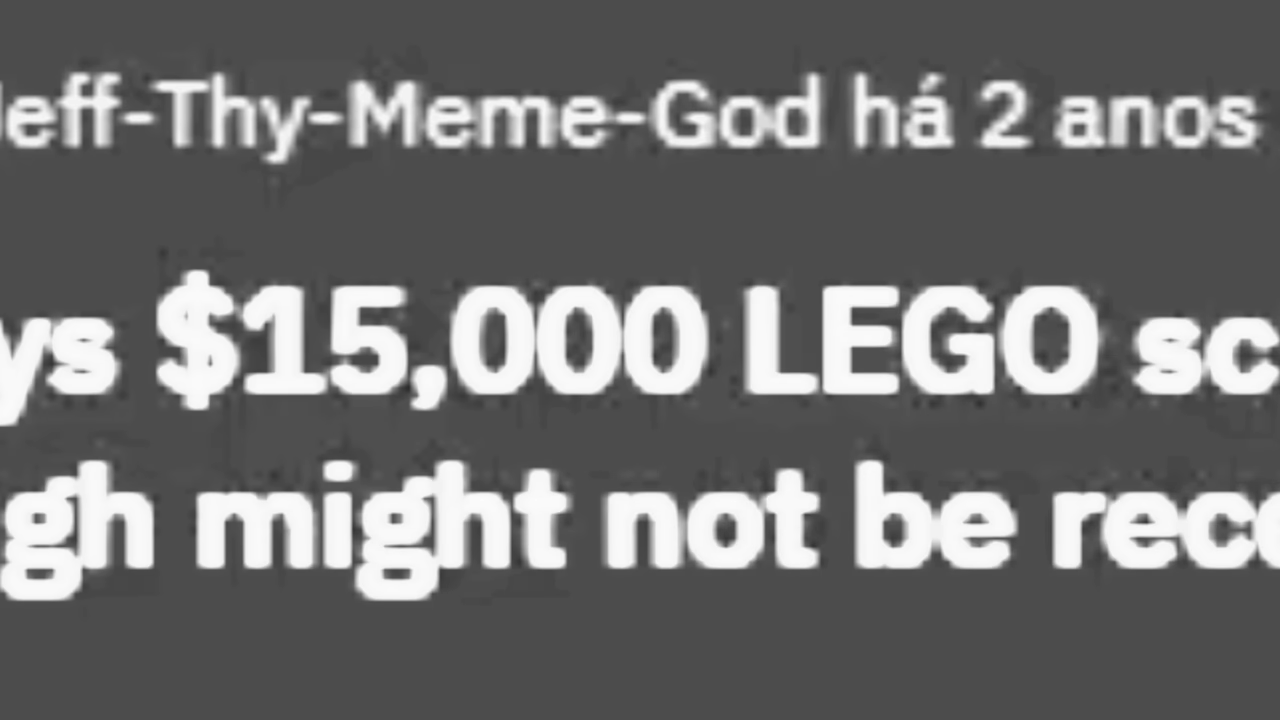 Jeff-Thy-Meme-God há 2 anos
ys $15,000 LEGO sc
gh might not be rece